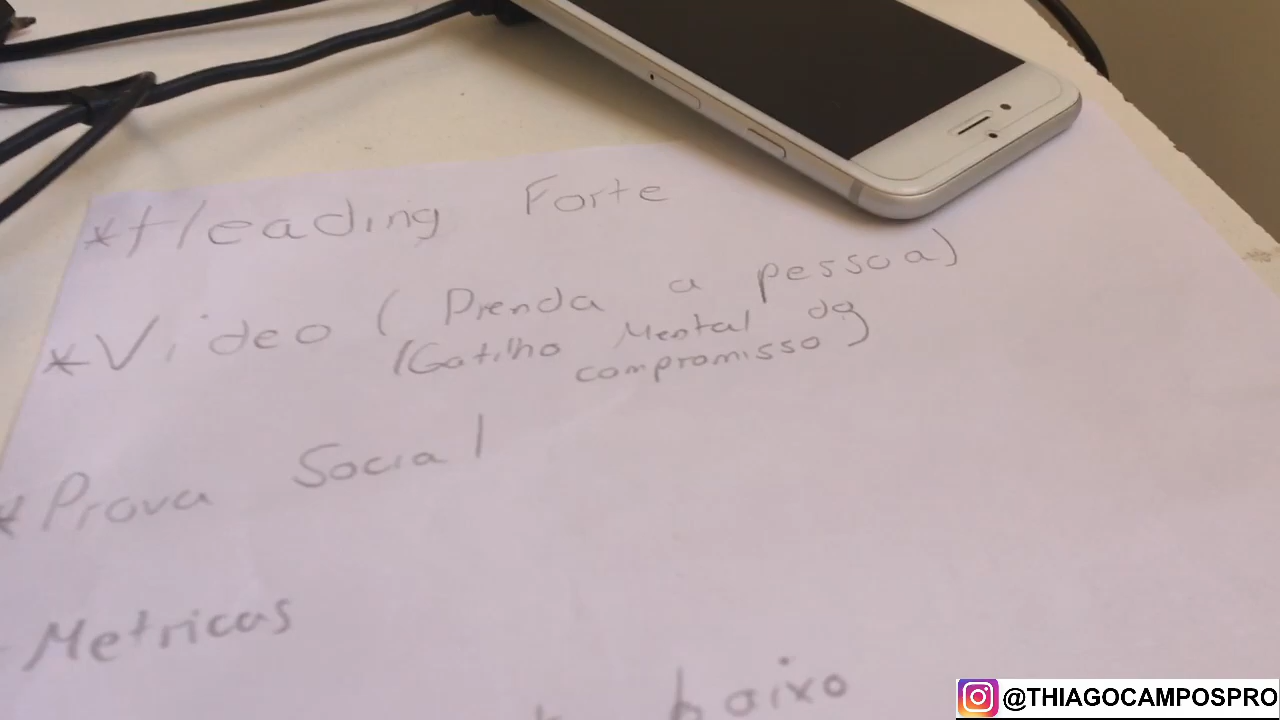 *Heading Forte
*Video (Prenda a pessoa)
(Gatilho Mental do
compromisso)
*Prova Social
Metricas
baixo
@THIAGOCAMPOSPRO